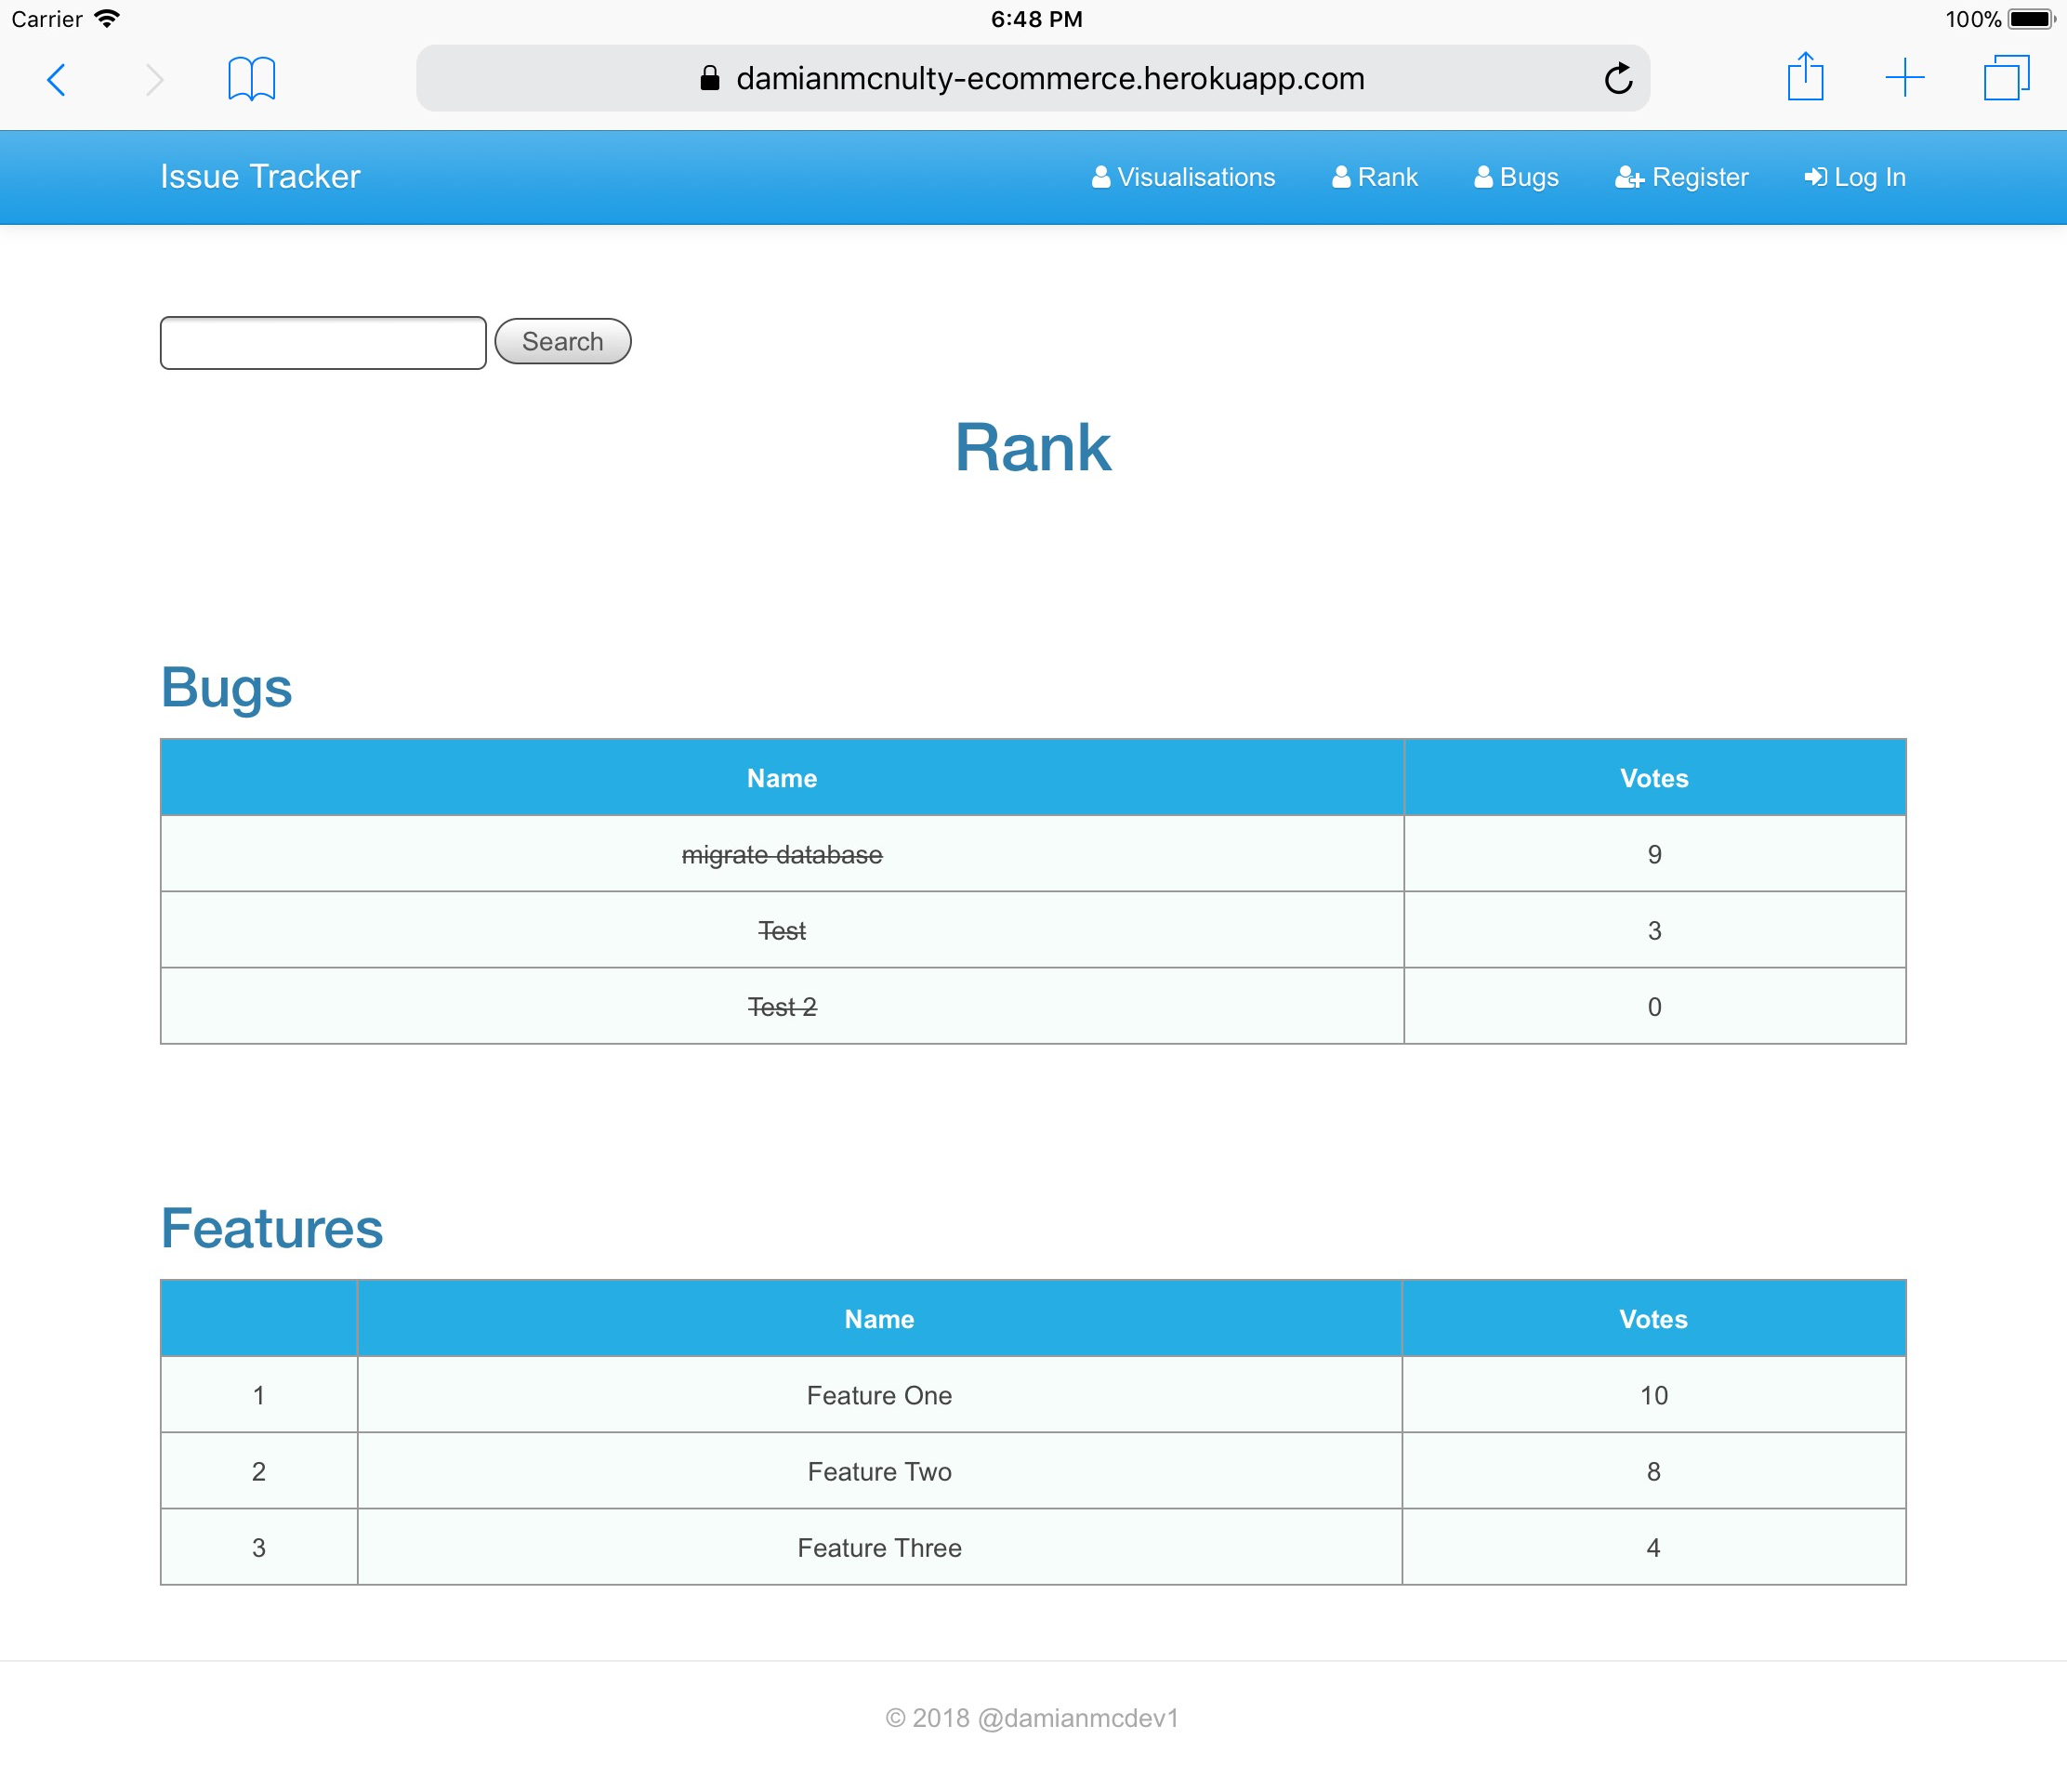 Carrier 6:48 PM 100%
damianmcnulty-ecommerce.herokuapp.com
Issue Tracker Visualisations Rank Bugs Register Log In
Search
Rank
Bugs
Name Votes
migrate database 9
Test 3
Test 2 0
Features
Name Votes
1 Feature One 10
2 Feature Two 8
3 Feature Three 4
© 2018 @damianmcdev1